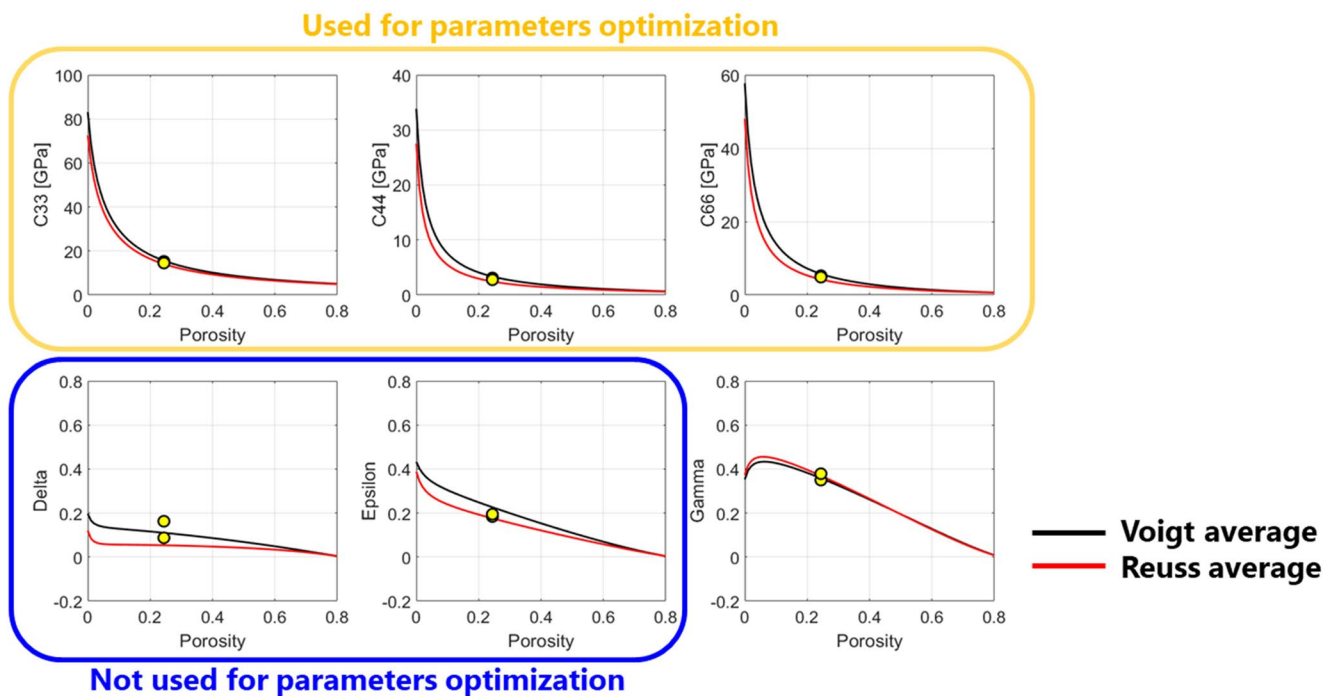 Used for parameters optimization
100
80
60
40
20
0
C33 [GPa]
0 0.2 0.4 0.6 0.8
Porosity
40
30
20
10
0
C44 [GPa]
0 0.2 0.4 0.6 0.8
Porosity
60
40
20
0
C66 [GPa]
0 0.2 0.4 0.6 0.8
Porosity
0.8
0.6
0.4
0.2
0
-0.2
Delta
0 0.2 0.4 0.6 0.8
Porosity
0.8
0.6
0.4
0.2
0
-0.2
Epsilon
0 0.2 0.4 0.6 0.8
Porosity
0.8
0.6
0.4
0.2
0
-0.2
Gamma
0 0.2 0.4 0.6 0.8
Porosity
Voigt average
Reuss average
Not used for parameters optimization